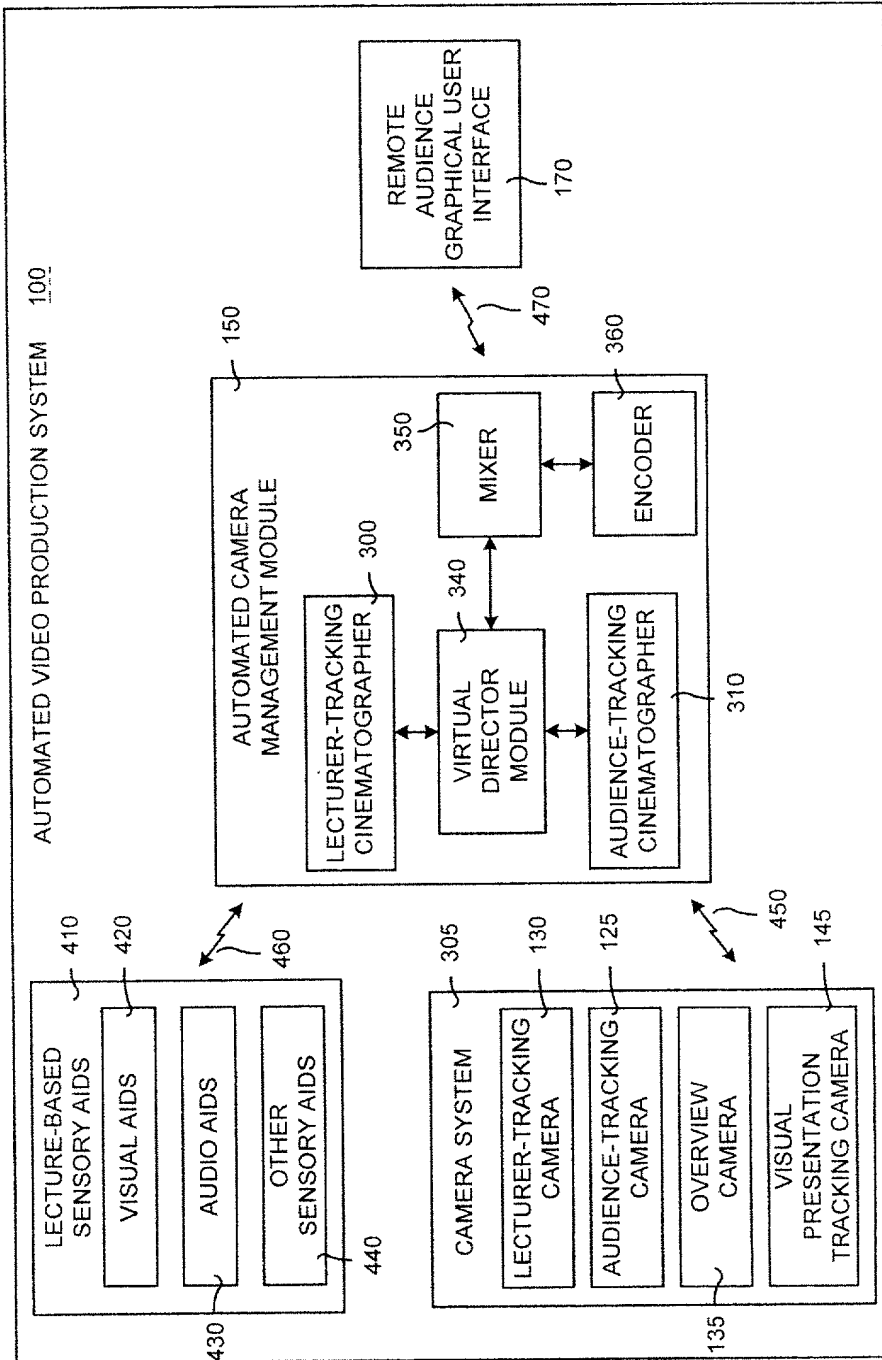 AUTOMATED VIDEO PRODUCTION SYSTEM 100
LECTURE-BASED
SENSORY AIDS
410
VISUAL AIDS
420
AUDIO AIDS
430
OTHER
SENSORY AIDS
440
460
CAMERA SYSTEM
305
LECTURER-TRACKING
CAMERA
130
AUDIENCE-TRACKING
CAMERA
125
OVERVIEW
CAMERA
135
VISUAL
PRESENTATION
TRACKING CAMERA
145
450
AUTOMATED CAMERA
MANAGEMENT MODULE
150
LECTURER-TRACKING
CINEMATOGRAPHER
300
VIRTUAL
DIRECTOR
MODULE
340
AUDIENCE-TRACKING
CINEMATOGRAPHER
310
MIXER
350
ENCODER
360
470
REMOTE
AUDIENCE
GRAPHICAL USER
INTERFACE
170